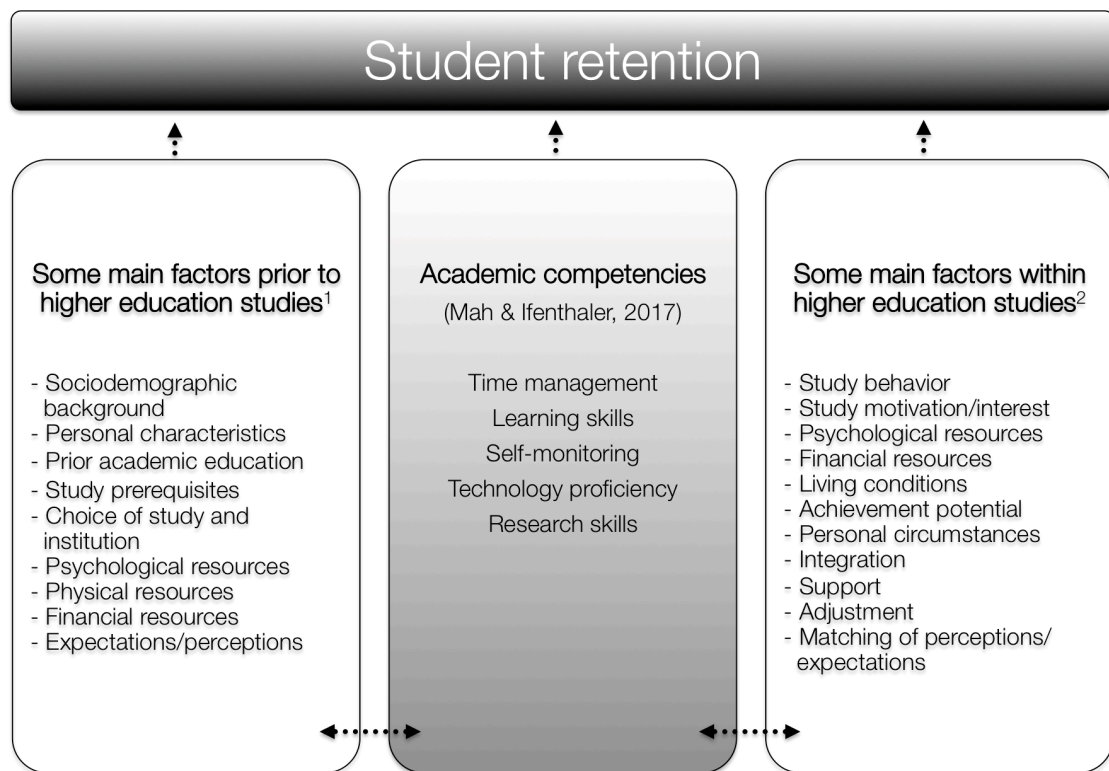 Student retention
Some main factors prior to
higher education studies1
- Sociodemographic
background
- Personal characteristics
- Prior academic education
- Study prerequisites
- Choice of study and
institution
- Psychological resources
- Physical resources
- Financial resources
- Expectations/perceptions
Academic competencies
(Mah & Ifenthaler, 2017)
Time management
Learning skills
Self-monitoring
Technology proficiency
Research skills
Some main factors within
higher education studies2
- Study behavior
- Study motivation/interest
- Psychological resources
- Financial resources
- Living conditions
- Achievement potential
- Personal circumstances
- Integration
- Support
- Adjustment
- Matching of perceptions/
expectations